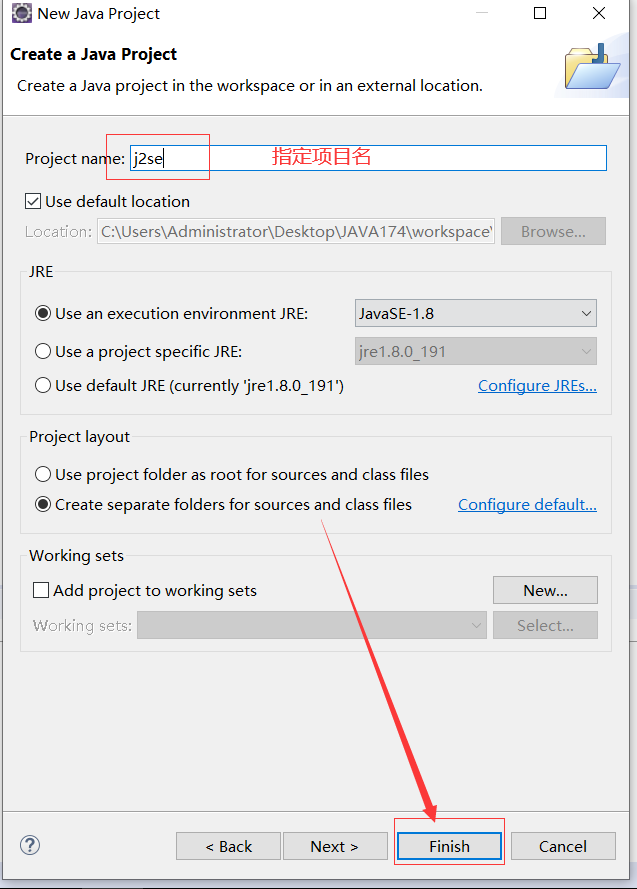 New Java Project
Create a Java Project
Create a Java project in the workspace or in an external location.
Project name: j2se 指定项目名
Use default location
Location: C:\Users\Administrator\Desktop\JAVA174\workspace\ Browse...
JRE
Use an execution environment JRE: JavaSE-1.8
Use a project specific JRE: jre1.8.0_191
Use default JRE (currently 'jre1.8.0_191') Configure JREs...
Project layout
Use project folder as root for sources and class files
Create separate folders for sources and class files Configure default...
Working sets
Add project to working sets New...
Working sets: Select...
? < Back Next > Finish Cancel